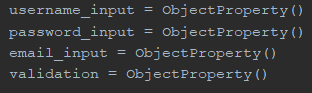 username_input = ObjectProperty()
password_input = ObjectProperty()
email_input = ObjectProperty()
validation = ObjectProperty()